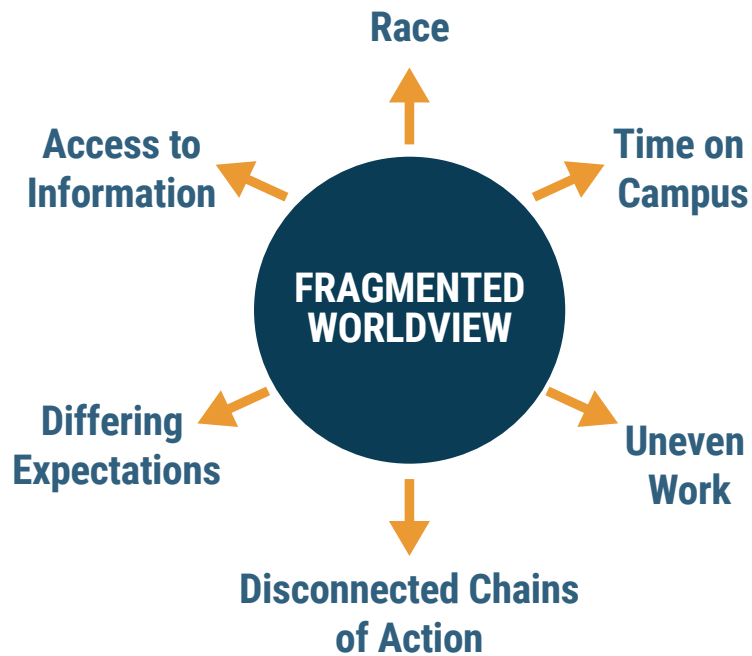 Race
Access to
Information
Time on
Campus
FRAGMENTED
WORLDVIEW
Differing
Expectations
Uneven
Work
Disconnected Chains
of Action